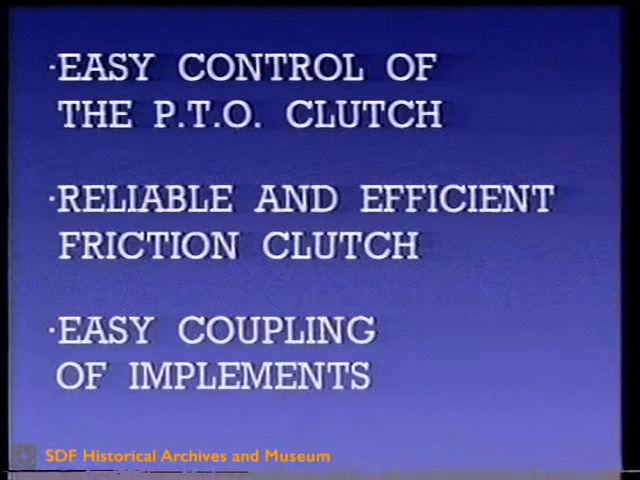 ·EASY CONTROL OF
THE P.T.O. CLUTCH
·RELIABLE AND EFFICIENT
FRICTION CLUTCH
·EASY COUPLING
OF IMPLEMENTS
SDF Historical Archives and Museum